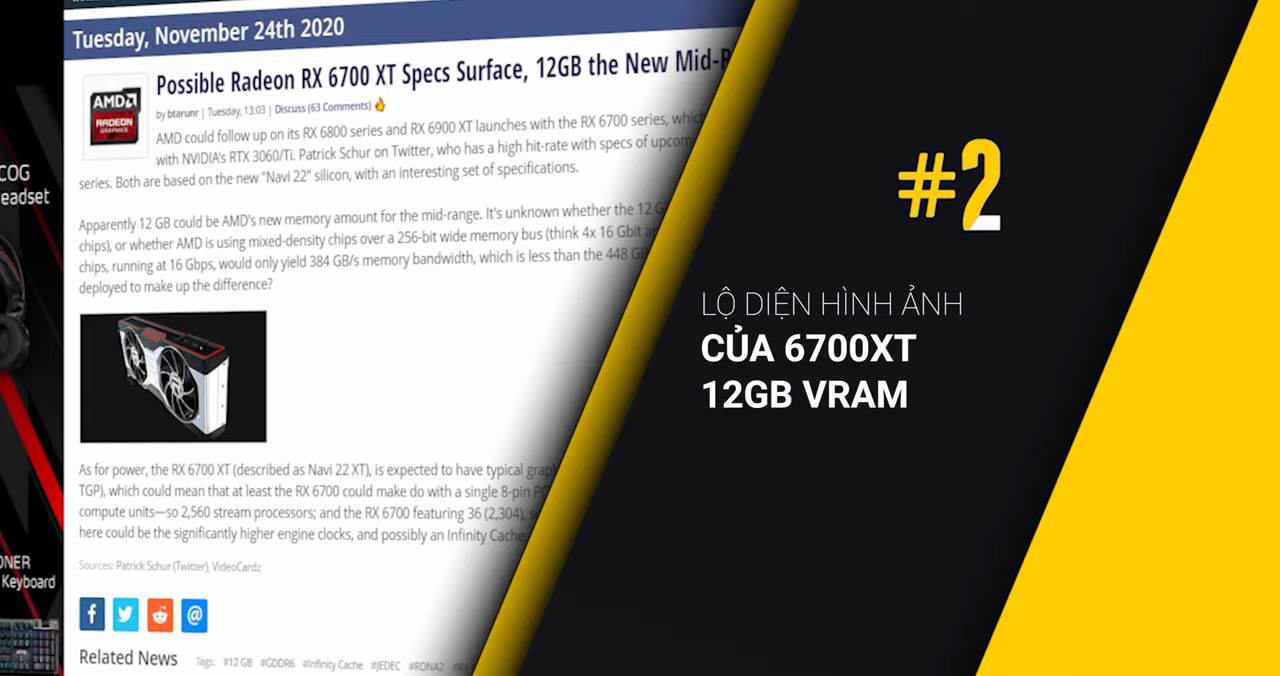 Tuesday, November 24th 2020
Possible Radeon RX 6700 XT Specs Surface, 12GB the New
by btarunr | Tuesday, 13:03 | Discuss (63 Comments)
AMD could follow up on its RX 6800 series and RX 6900 XT launches with the RX 6700 series,
with NVIDIA's RTX 3060/Ti. Patrick Schur on Twitter, who has a high hit-rate with specs of
series. Both are based on the new "Navi 22" silicon, with an interesting set of specifications.
Apparently 12 GB could be AMD's new memory amount for the mid-range. It's unknown whether the 12
chips), or whether AMD is using mixed-density chips over a 256-bit wide memory bus (think 4x 16 Gbit
chips, running at 16 Gbps, would only yield 384 GB/s memory bandwidth, which is less than the 448
deployed to make up the difference?
As for power, the RX 6700 XT (described as Navi 22 XT), is expected to have typical
TGP), which could mean that at least the RX 6700 could make do with a single 8-pin
compute units—so 2,560 stream processors; and the RX 6700 featuring 36 (2,304),
here could be the significantly higher engine clocks, and possibly an Infinity Cache
Sources: Patrick Schur (Twitter), VideoCardz
Related News Tags: #12 GB #GDDR6 #Infinity Cache #JEDEC #RDNA2
AMD
RADEON
GRAPHICS
COG
eadset
Keyboard
#2
LỘ DIỆN HÌNH ẢNH
CỦA 6700XT
12GB VRAM